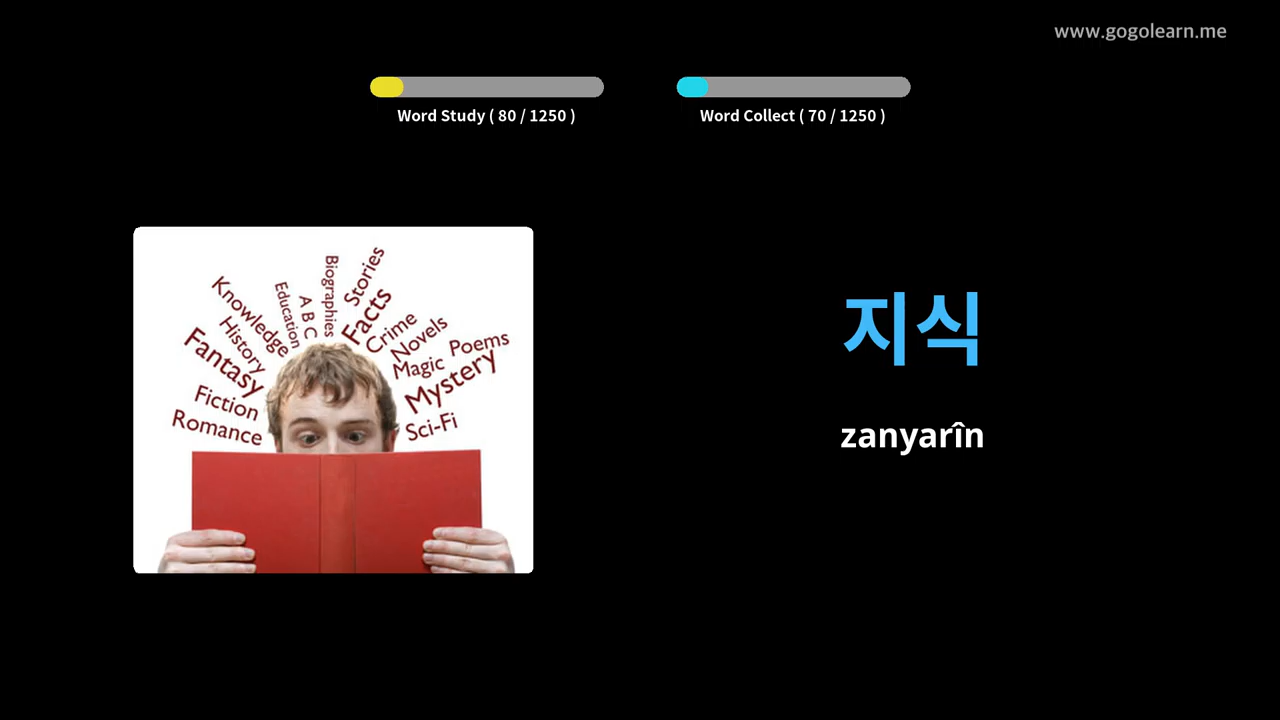 www.gogolearn.me
Word Study ( 80 / 1250 )
Word Collect ( 70 / 1250 )
Knowledge
History
Fantasy
Fiction
Romance
Education
A B C
Biographies
Stories
Facts
Crime
Novels
Magic
Poems
Mystery
Sci-Fi
지식
zanyarîn